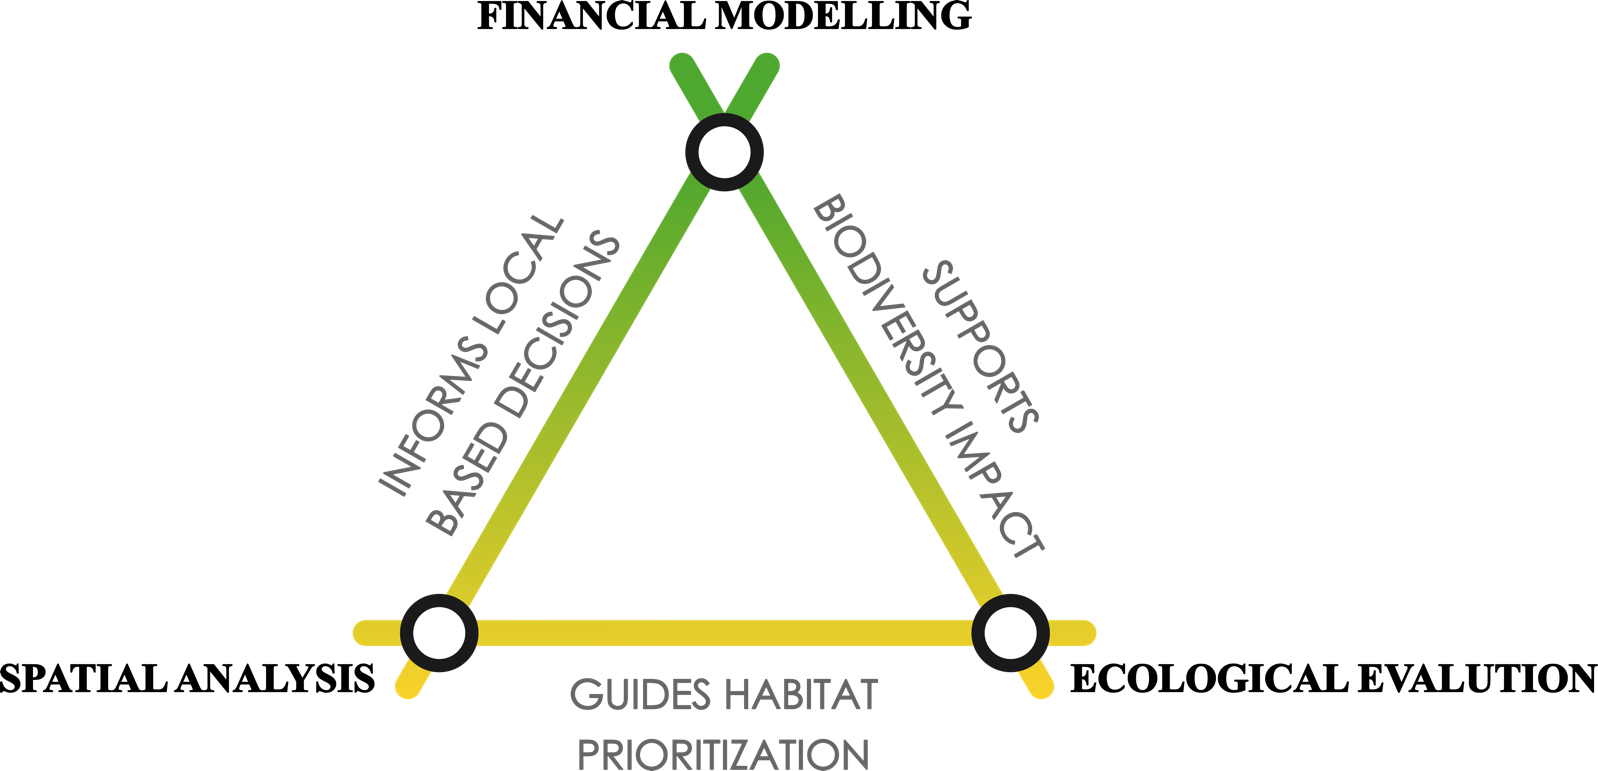 FINANCIAL MODELLING
INFORMS LOCAL
BASED DECISIONS
SUPPORTS
BIODIVERSITY IMPACT
SPATIAL ANALYSIS
ECOLOGICAL EVALUTION
GUIDES HABITAT
PRIORITIZATION